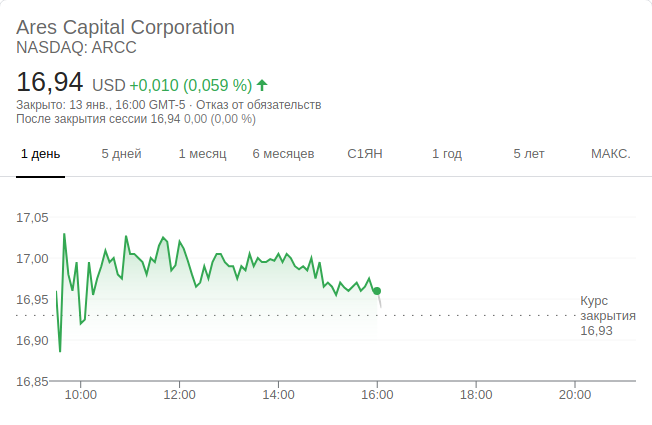 Ares Capital Corporation
NASDAQ: ARCC
16,94 USD +0,010 (0,059 %)
Закрыто: 13 янв., 16:00 GMT-5 · Отказ от обязательств
После закрытия сессии 16,94 0,00 (0,00 %)
1 день 5 дней 1 месяц 6 месяцев С1ЯН 1 год 5 лет МАКС.
17,05
17,00
16,95
16,90
16,85
Курс
закрытия
16,93
10:00 12:00 14:00 16:00 18:00 20:00